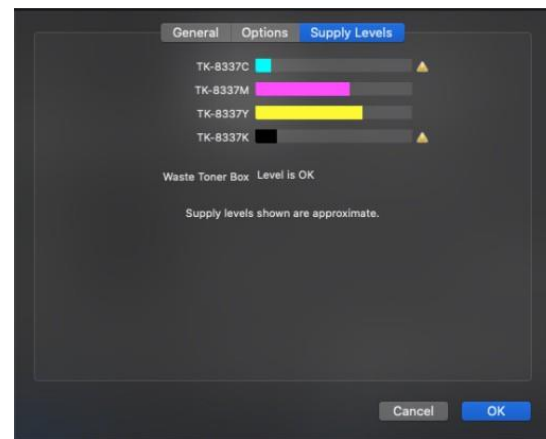 General Options Supply Levels
TK-8337C
TK-8337M
TK-8337Y
TK-8337K
Waste Toner Box Level is OK
Supply levels shown are approximate.
Cancel OK